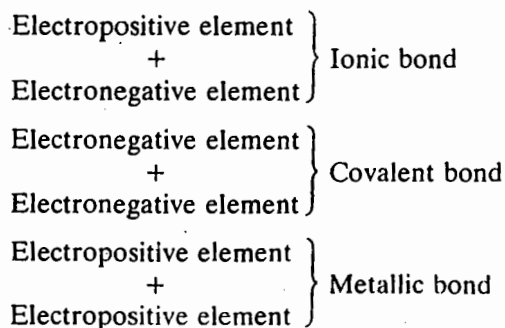 Electropositive element
+
Ionic bond
Electronegative element
Electronegative element
+
Covalent bond
Electronegative element
Electropositive element
+
Metallic bond
Electropositive element